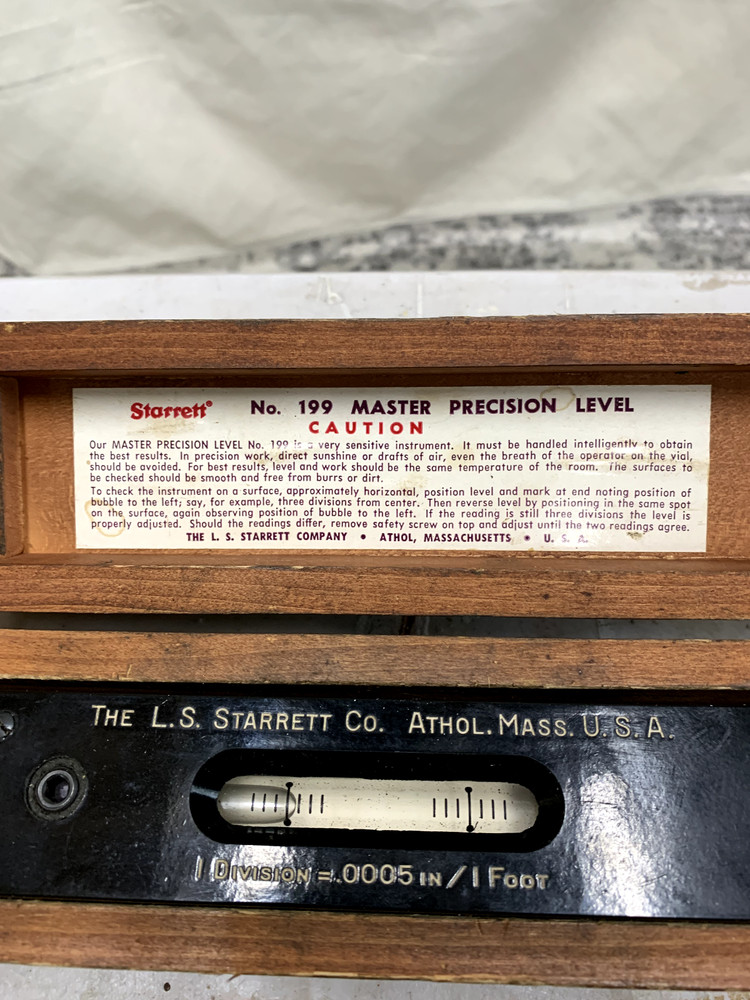 Starrett® No. 199 MASTER PRECISION LEVEL
CAUTION
Our MASTER PRECISION LEVEL No. 199 is a very sensitive instrument. It must be handled intelligently to obtain
the best results. In precision work, direct sunshine or drafts of air, even the breath of the operator on the vial,
should be avoided. For best results, level and work should be the same temperature of the room. The surfaces to
be checked should be smooth and free from burrs or dirt.
To check the instrument on a surface, approximately horizontal, position level and mark at end noting position of
bubble to the left; say, for example, three divisions from center. Then reverse level by positioning in the same spot
on the surface, again observing position of bubble to the left. If the reading is still three divisions the level is
properly adjusted. Should the readings differ, remove safety screw on top and adjust until the two readings agree.
THE L. S. STARRETT COMPANY • ATHOL, MASSACHUSETTS • U. S. A.
THE L.S. STARRETT CO. ATHOL. MASS. U.S.A.
1 DIVISION = .0005 IN / 1 FOOT